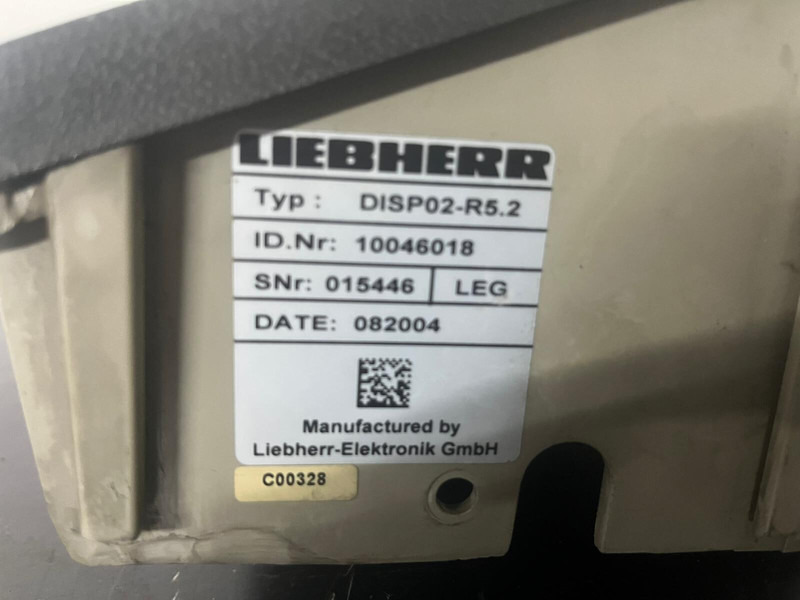 LIEBHERR
Typ : DISP02-R5.2
ID.Nr: 10046018
SNr: 015446 LEG
DATE: 082004
Manufactured by
Liebherr-Elektronik GmbH
C00328